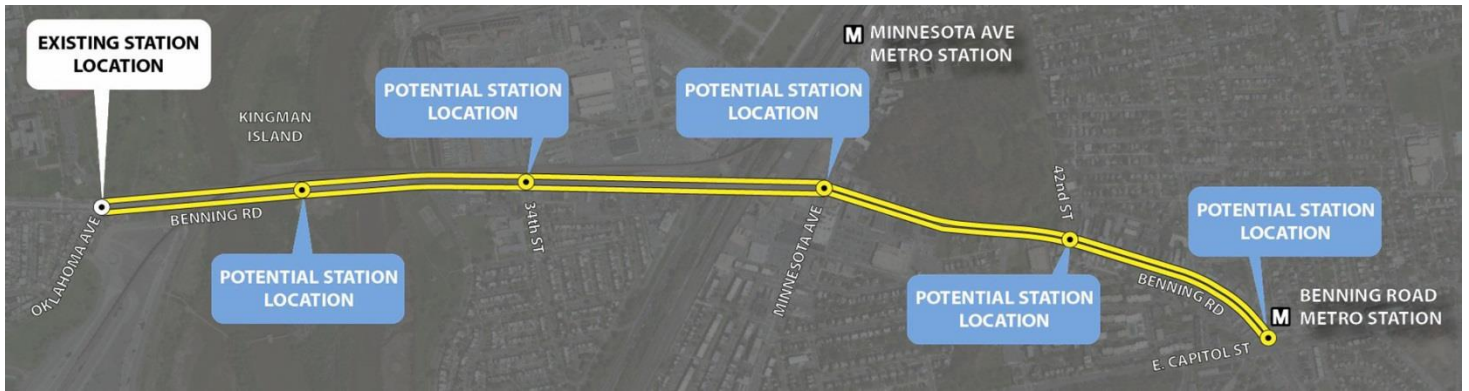 EXISTING STATION
LOCATION
KINGMAN
ISLAND
POTENTIAL STATION
LOCATION
POTENTIAL STATION
LOCATION
M MINNESOTA AVE
METRO STATION
OKLAHOMA AVE
BENNING RD
POTENTIAL STATION
LOCATION
34th ST
MINNESOTA AVE
42nd ST
POTENTIAL STATION
LOCATION
POTENTIAL STATION
LOCATION
BENNING RD
M BENNING ROAD
METRO STATION
E. CAPITOL ST